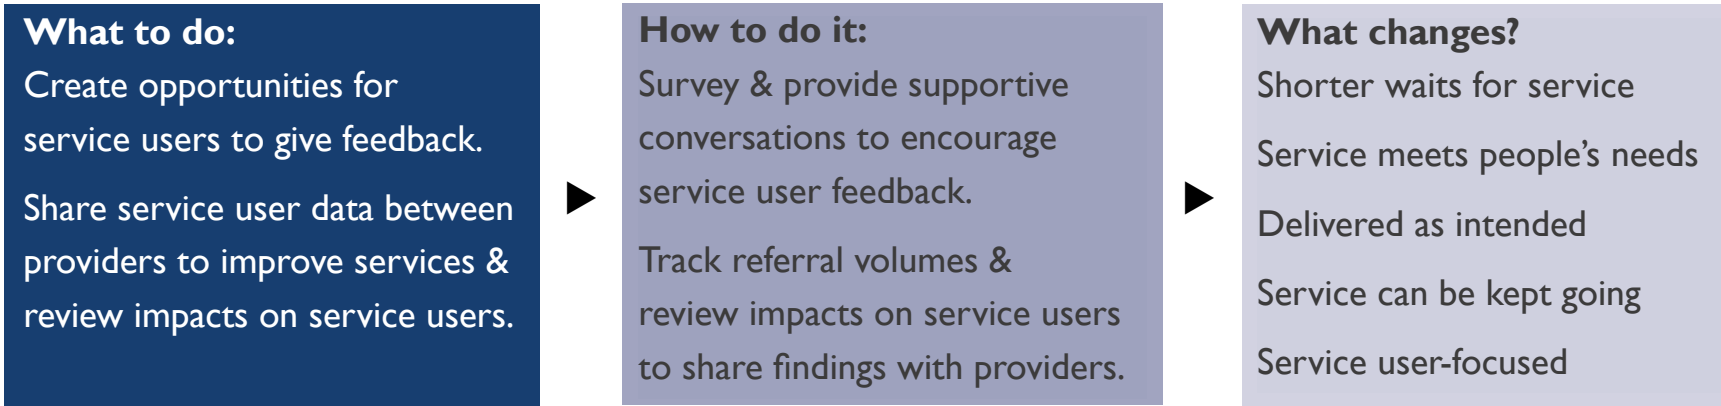 What to do:
Create opportunities for
service users to give feedback.
Share service user data between
providers to improve services &
review impacts on service users.
How to do it:
Survey & provide supportive
conversations to encourage
service user feedback.
Track referral volumes &
review impacts on service users
to share findings with providers.
What changes?
Shorter waits for service
Service meets people’s needs
Delivered as intended
Service can be kept going
Service user-focused